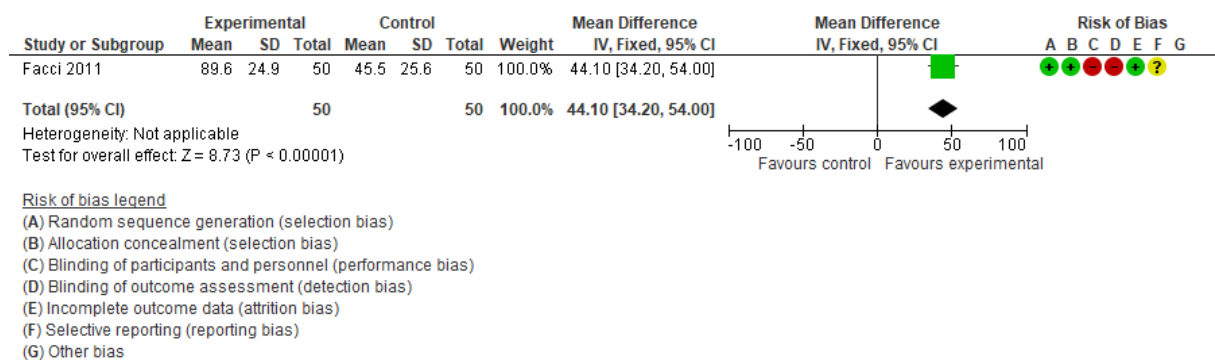 Experimental Control Mean Difference Mean Difference Risk of Bias
Study or Subgroup Mean SD Total Mean SD Total Weight IV, Fixed, 95% CI IV, Fixed, 95% CI A B C D E F G
Facci 2011 89.6 24.9 50 45.5 25.6 50 100.0% 44.10 [34.20, 54.00] + + - - + ?
Total (95% CI) 50 50 100.0% 44.10 [34.20, 54.00]
Heterogeneity: Not applicable
Test for overall effect: Z = 8.73 (P < 0.00001)
-100 -50 0 50 100
Favours control Favours experimental
Risk of bias legend
(A) Random sequence generation (selection bias)
(B) Allocation concealment (selection bias)
(C) Blinding of participants and personnel (performance bias)
(D) Blinding of outcome assessment (detection bias)
(E) Incomplete outcome data (attrition bias)
(F) Selective reporting (reporting bias)
(G) Other bias